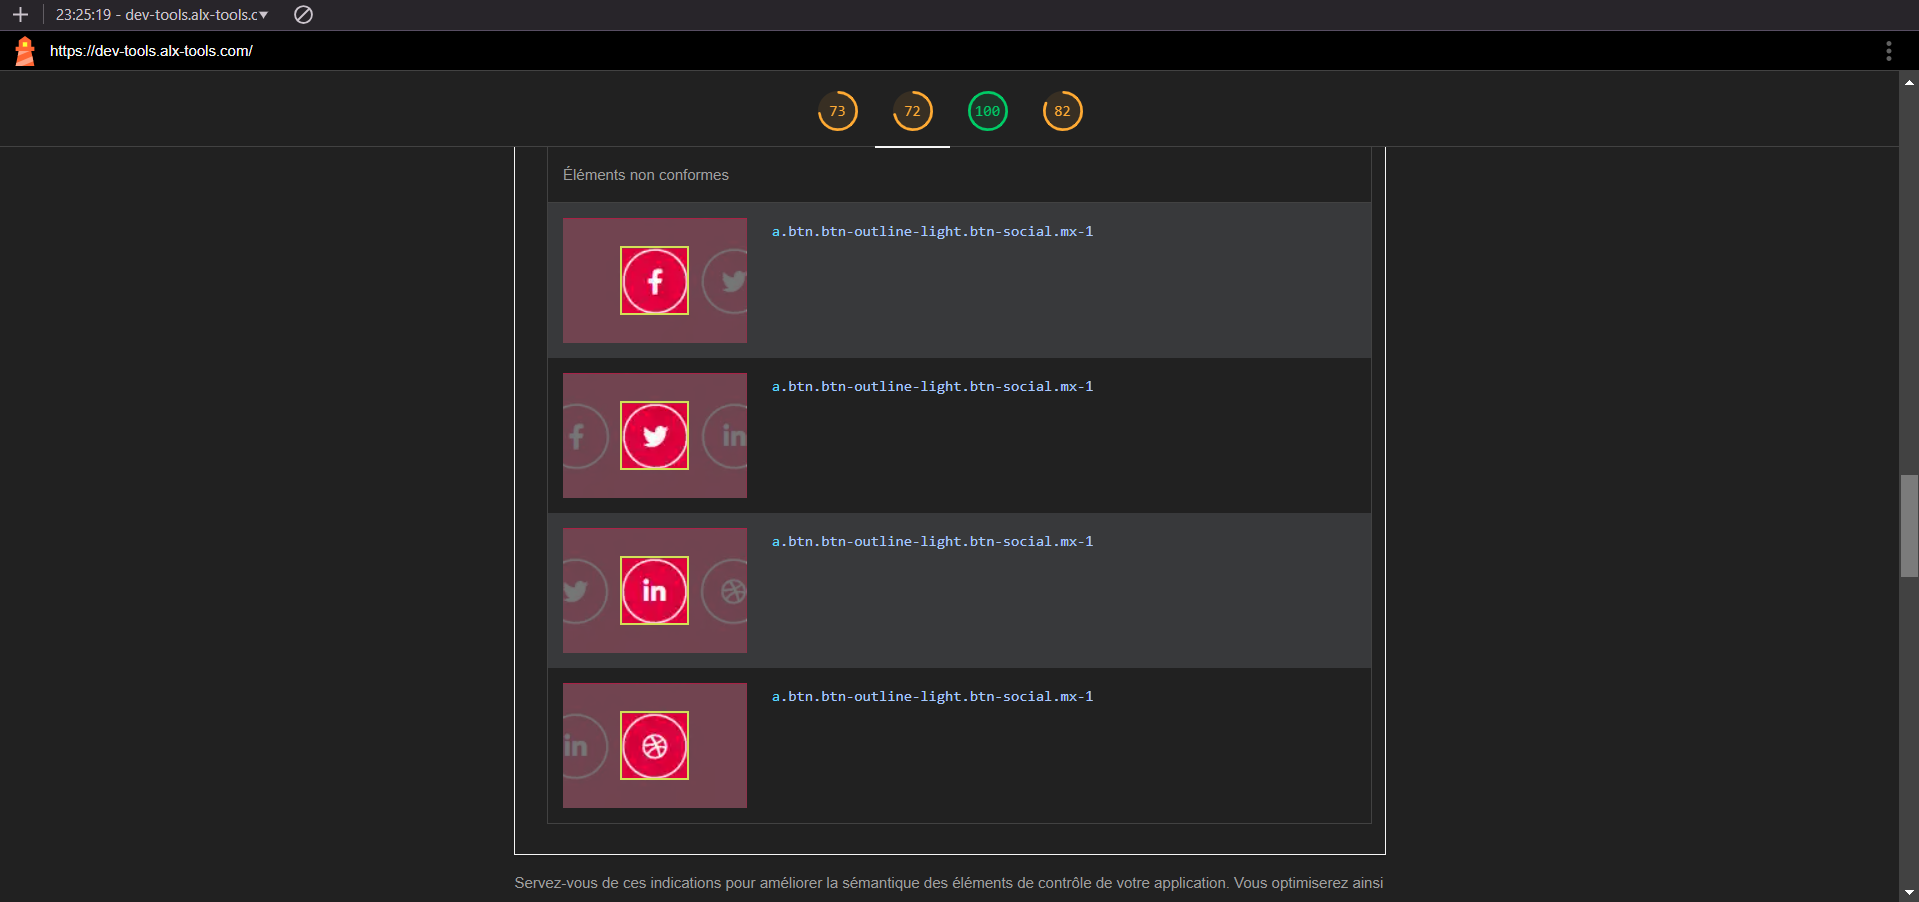 23:25:19 - dev-tools.alx-tools.c
https://dev-tools.alx-tools.com/
73 72 100 82
Éléments non conformes
a.btn.btn-outline-light.btn-social.mx-1
a.btn.btn-outline-light.btn-social.mx-1
in
a.btn.btn-outline-light.btn-social.mx-1
in
a.btn.btn-outline-light.btn-social.mx-1
in
Servez-vous de ces indications pour améliorer la sémantique des éléments de contrôle de votre application. Vous optimiserez ainsi